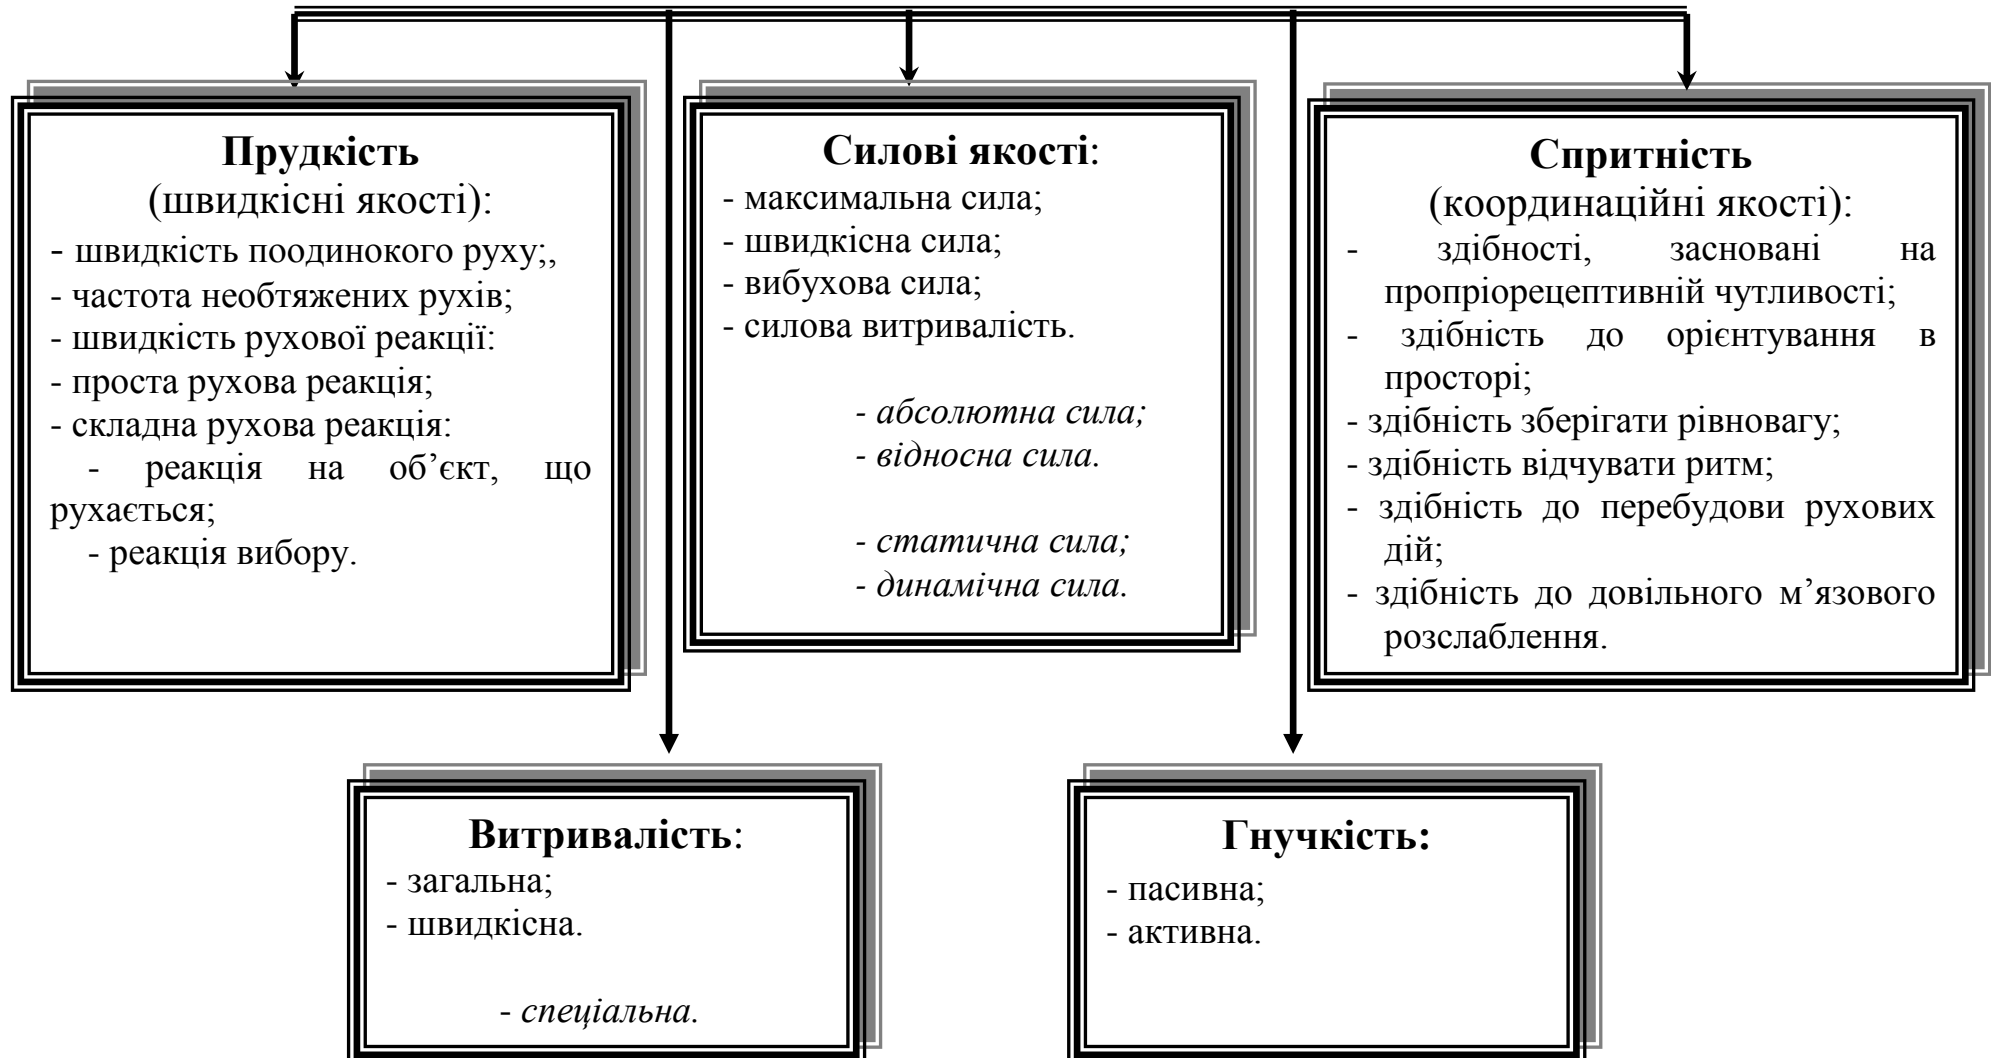 Прудкість
(швидкісні якості):
- швидкість поодинокого руху;,
- частота необтяжених рухів;
- швидкість рухової реакції:
- проста рухова реакція;
- складна рухова реакція:
- реакція на об’єкт, що
рухається;
- реакція вибору.
Силові якості:
- максимальна сила;
- швидкісна сила;
- вибухова сила;
- силова витривалість.
- абсолютна сила;
- відносна сила.
- статична сила;
- динамічна сила.
Спритність
(координаційні якості):
- здібності, засновані на
пропріорецептивній чутливості;
- здібність до орієнтування в
просторі;
- здібність зберігати рівновагу;
- здібність відчувати ритм;
- здібність до перебудови рухових
дій;
- здібність до довільного м’язового
розслаблення.
Витривалість:
- загальна;
- швидкісна.
- спеціальна.
Гнучкість:
- пасивна;
- активна.